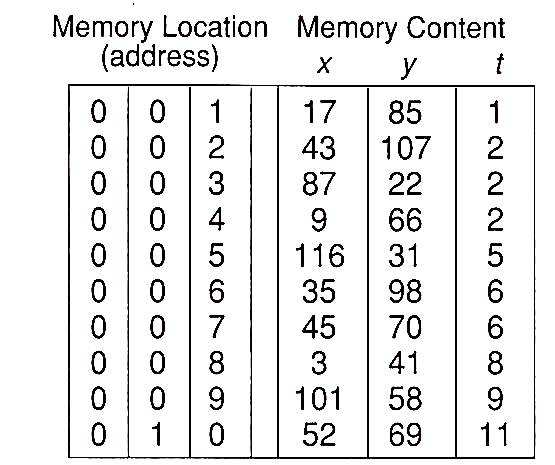 Memory Location Memory Content
(address) x y t
0 0 1 17 85 1
0 0 2 43 107 2
0 0 3 87 22 2
0 0 4 9 66 2
0 0 5 116 31 5
0 0 6 35 98 6
0 0 7 45 70 6
0 0 8 3 41 8
0 0 9 101 58 9
0 1 0 52 69 11